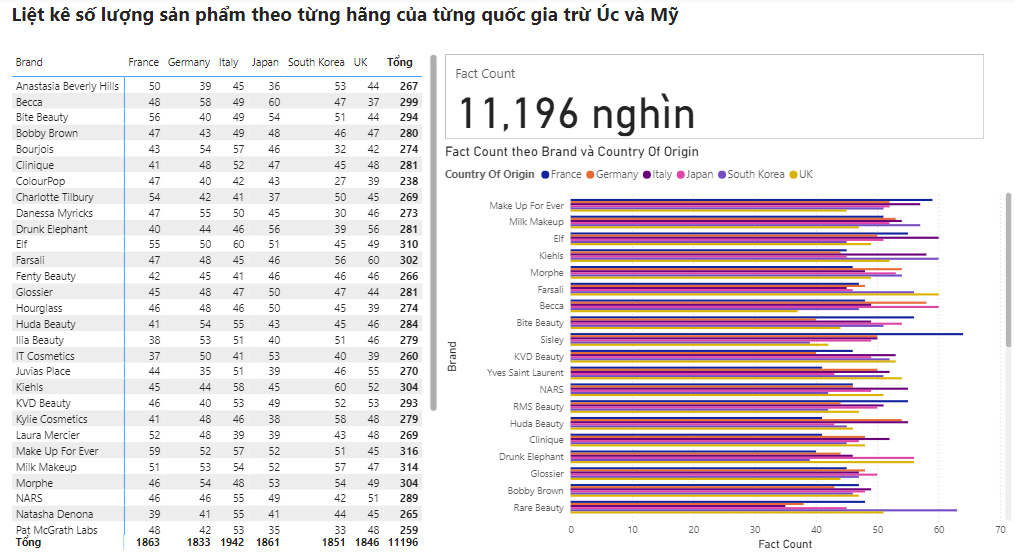 Liệt kê số lượng sản phẩm theo từng hãng của từng quốc gia trừ Úc và Mỹ
Brand France Germany Italy Japan South Korea UK Tổng
Anastasia Beverly Hills 50 39 45 36 53 44 267
Becca 48 58 49 60 47 37 299
Bite Beauty 56 40 49 54 51 44 294
Bobby Brown 47 43 49 48 46 47 280
Bourjois 43 54 57 46 32 42 274
Clinique 41 48 52 47 45 48 281
ColourPop 47 40 42 43 27 39 238
Charlotte Tilbury 54 42 41 37 50 45 269
Danessa Myricks 47 55 50 45 30 46 273
Drunk Elephant 40 44 46 56 39 56 281
Elf 55 50 60 51 45 49 310
Farsali 47 48 45 46 56 60 302
Fenty Beauty 42 45 41 46 46 46 266
Glossier 45 48 47 50 47 44 281
Hourglass 46 48 46 50 45 39 274
Huda Beauty 41 54 55 43 45 46 284
Ilia Beauty 38 53 51 40 51 46 279
IT Cosmetics 37 50 41 53 40 39 260
Juvias Place 44 35 51 39 46 55 270
Kiehls 45 44 58 45 60 52 304
KVD Beauty 46 40 53 49 52 53 293
Kylie Cosmetics 41 48 46 38 58 48 279
Laura Mercier 52 48 39 39 43 48 269
Make Up For Ever 59 52 57 52 51 45 316
Milk Makeup 51 53 54 52 57 47 314
Morphe 46 54 48 53 54 49 304
NARS 46 46 55 49 42 51 289
Natasha Denona 39 41 55 41 44 45 265
Pat McGrath Labs 48 42 53 35 33 48 259
Tổng 1863 1833 1942 1861 1851 1846 11196
Fact Count
11,196 nghìn
Fact Count theo Brand và Country Of Origin
Country Of Origin France Germany Italy Japan South Korea UK
Brand
Make Up For Ever
Milk Makeup
Elf
Kiehls
Morphe
Farsali
Becca
Bite Beauty
Sisley
KVD Beauty
Yves Saint Laurent
NARS
RMS Beauty
Huda Beauty
Clinique
Drunk Elephant
Glossier
Bobby Brown
Rare Beauty
0 10 20 30 40 50 60 70
Fact Count